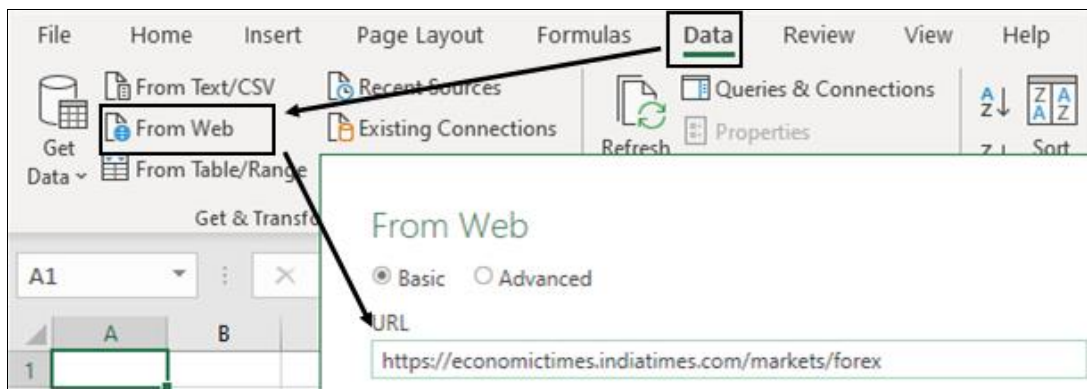 File Home Insert Page Layout Formulas Data Review View Help
From Text/CSV Recent Sources Queries & Connections
From Web Existing Connections Properties
Get Data
From Table/Range Refresh Sort
Get & Transfo
A1
A B
1
From Web
Basic Advanced
URL
https://economictimes.indiatimes.com/markets/forex